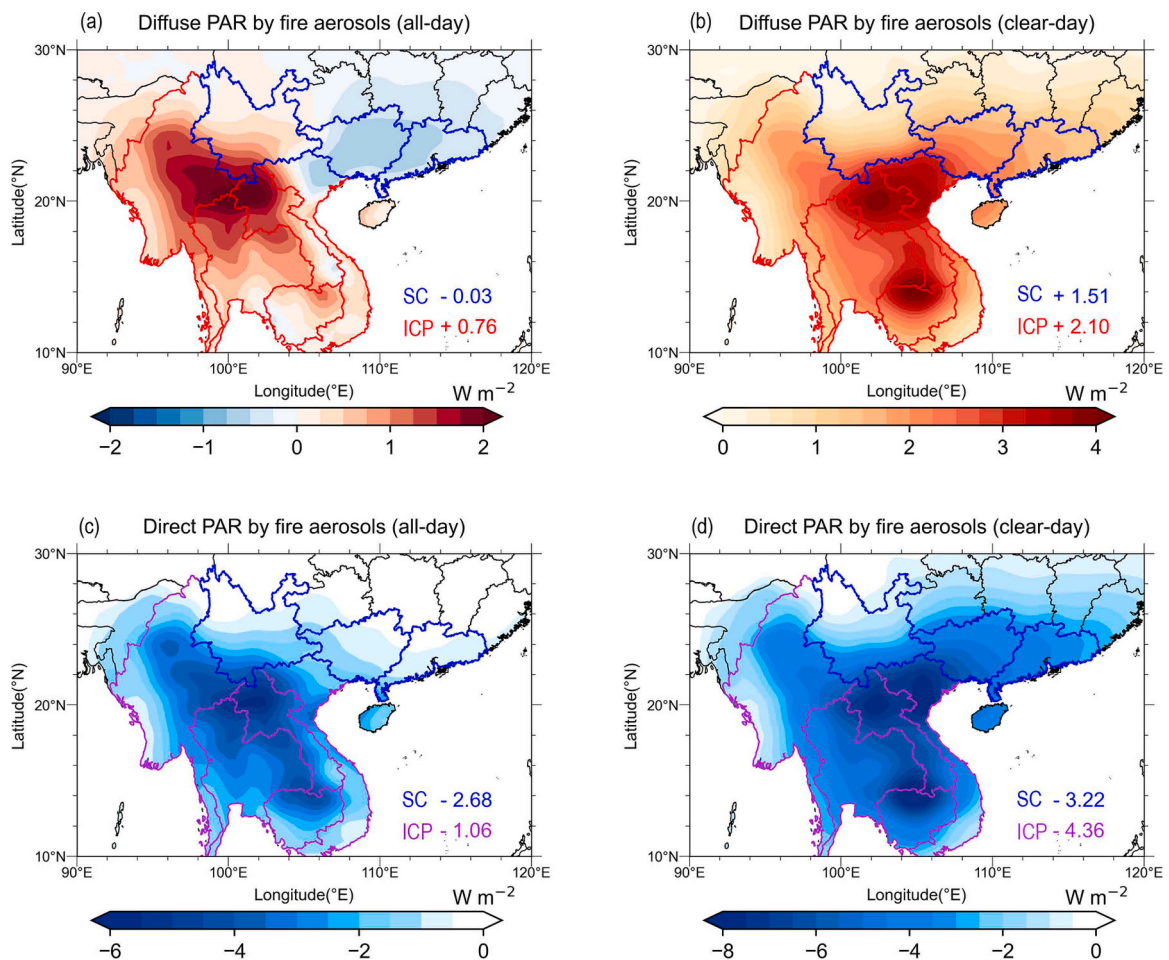 (a) Diffuse PAR by fire aerosols (all-day)
30°N
20°N
10°N
Latitude(°N)
SC - 0.03
ICP + 0.76
90°E 100°E 110°E 120°E
Longitude(°E)
W m⁻²
−2 −1 0 1 2
(b) Diffuse PAR by fire aerosols (clear-day)
30°N
20°N
10°N
Latitude(°N)
SC + 1.51
ICP + 2.10
90°E 100°E 110°E 120°E
Longitude(°E)
W m⁻²
0 1 2 3 4
(c) Direct PAR by fire aerosols (all-day)
30°N
20°N
10°N
Latitude(°N)
SC - 2.68
ICP - 1.06
90°E 100°E 110°E 120°E
Longitude(°E)
W m⁻²
−6 −4 −2 0
(d) Direct PAR by fire aerosols (clear-day)
30°N
20°N
10°N
Latitude(°N)
SC - 3.22
ICP - 4.36
90°E 100°E 110°E 120°E
Longitude(°E)
W m⁻²
−8 −6 −4 −2 0